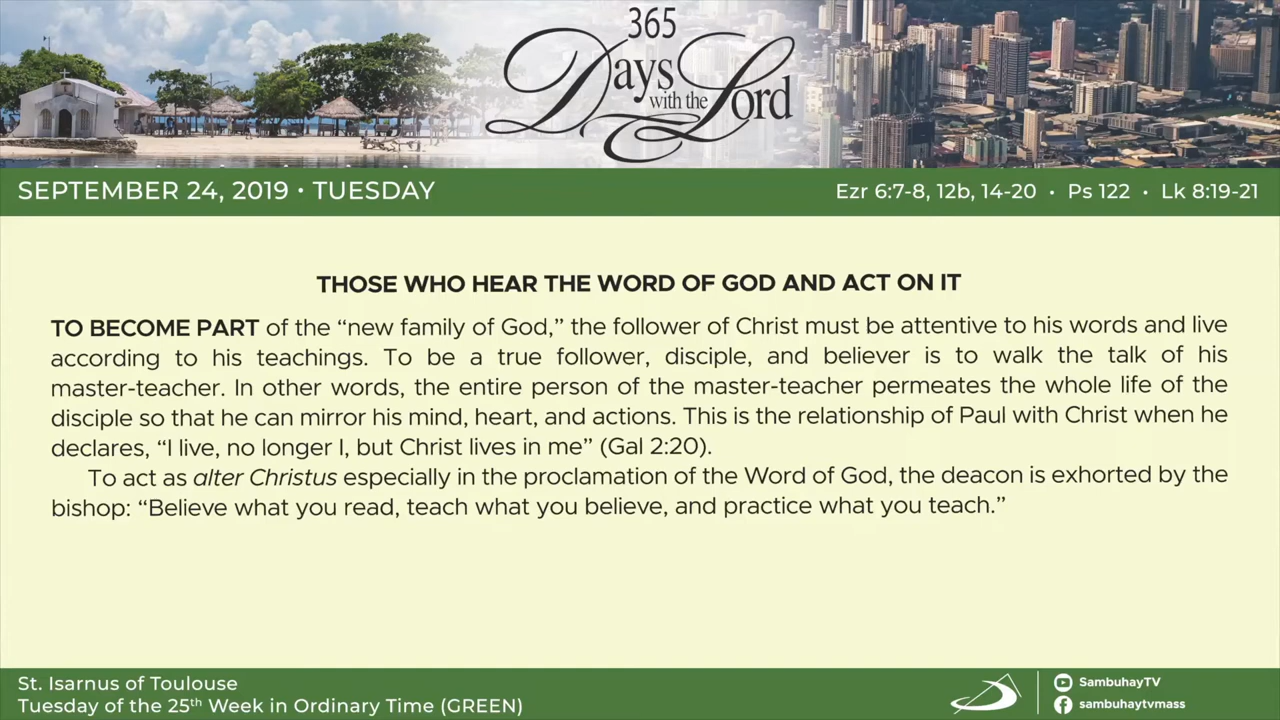 365
Days with the Lord
SEPTEMBER 24, 2019 • TUESDAY
Ezr 6:7-8, 12b, 14-20 • Ps 122 • Lk 8:19-21
THOSE WHO HEAR THE WORD OF GOD AND ACT ON IT
TO BECOME PART of the “new family of God,” the follower of Christ must be attentive to his words and live
according to his teachings. To be a true follower, disciple, and believer is to walk the talk of his
master-teacher. In other words, the entire person of the master-teacher permeates the whole life of the
disciple so that he can mirror his mind, heart, and actions. This is the relationship of Paul with Christ when he
declares, “I live, no longer I, but Christ lives in me” (Gal 2:20).
To act as alter Christus especially in the proclamation of the Word of God, the deacon is exhorted by the
bishop: “Believe what you read, teach what you believe, and practice what you teach.”
St. Isarnus of Toulouse
Tuesday of the 25th Week in Ordinary Time (GREEN)
SambuhayTV
sambuhaytvmass